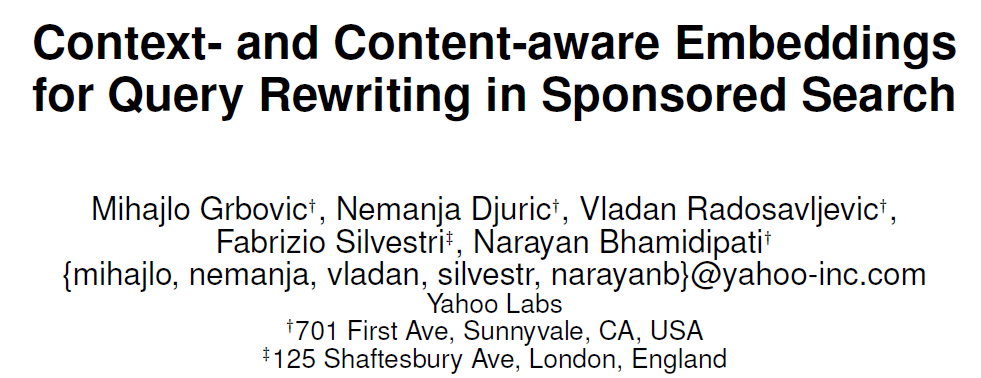 Context- and Content-aware Embeddings
for Query Rewriting in Sponsored Search
Mihajlo Grbovic†, Nemanja Djuric†, Vladan Radosavljevic†,
Fabrizio Silvestri‡, Narayan Bhamidipati†
{mihajlo, nemanja, vladan, silvestr, narayanb}@yahoo-inc.com
Yahoo Labs
†701 First Ave, Sunnyvale, CA, USA
‡125 Shaftesbury Ave, London, England